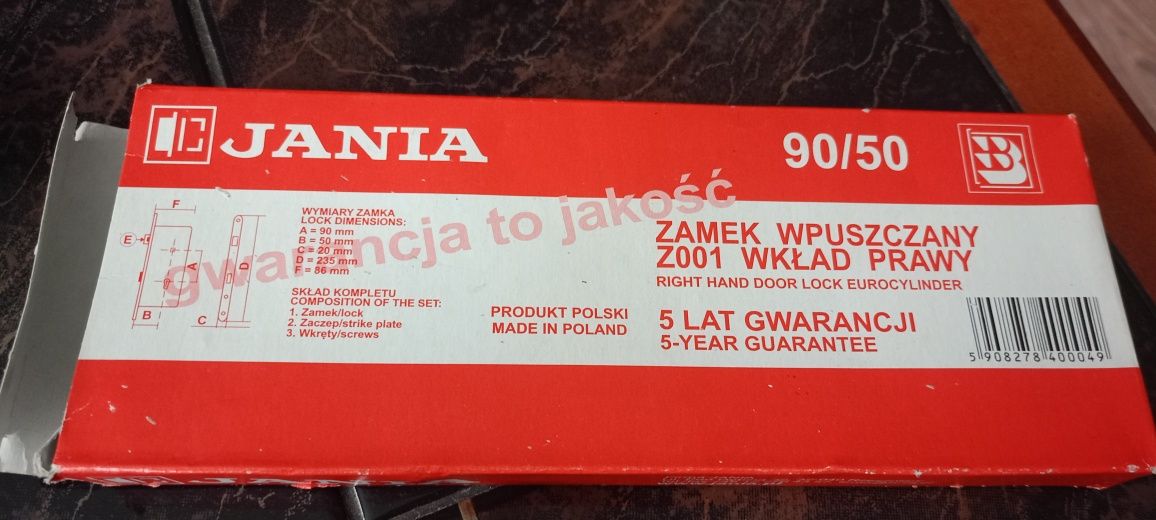 JANIA
90/50
gwarancja to jakość
F
E
A
D
B
C
WYMIARY ZAMKA
LOCK DIMENSIONS:
A = 90 mm
B = 50 mm
C = 20 mm
D = 235 mm
F = 86 mm
SKŁAD KOMPLETU
COMPOSITION OF THE SET:
1. Zamek/lock
2. Zaczep/strike plate
3. Wkręty/screws
PRODUKT POLSKI
MADE IN POLAND
ZAMEK WPUSZCZANY
Z001 WKŁAD PRAWY
RIGHT HAND DOOR LOCK EUROCYLINDER
5 LAT GWARANCJI
5-YEAR GUARANTEE
5 908278 400049